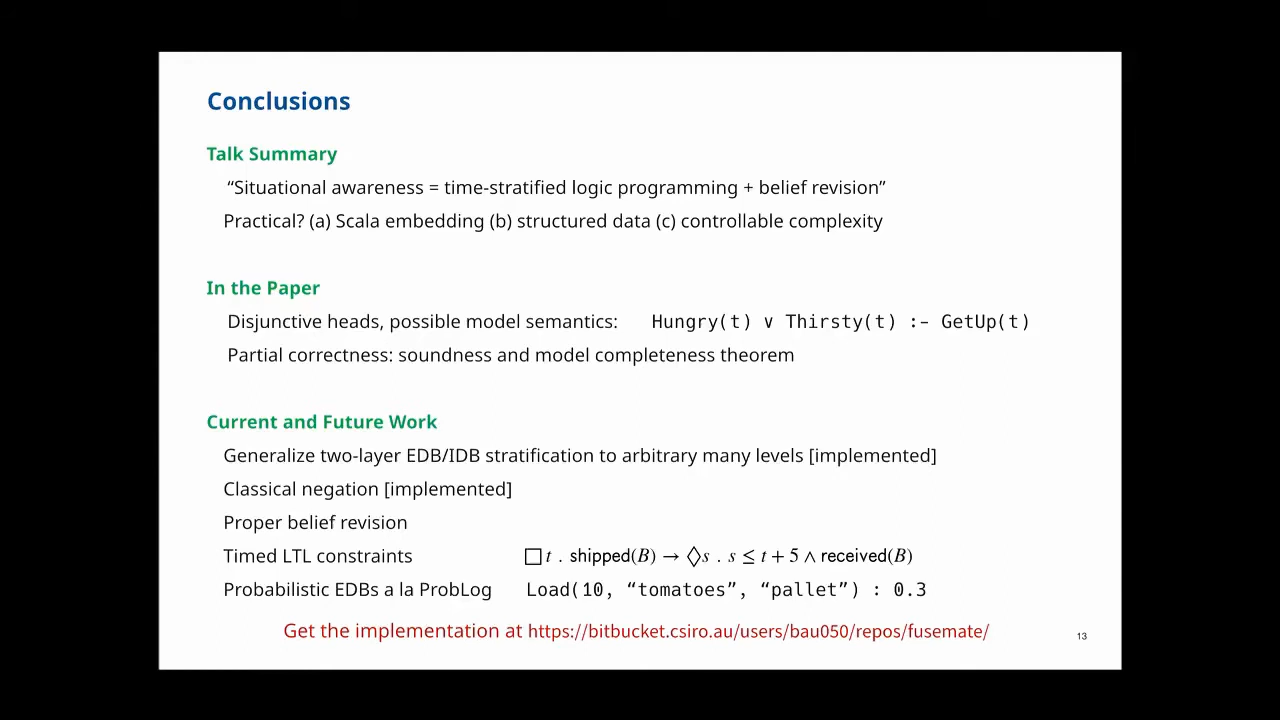 Conclusions
Talk Summary
“Situational awareness = time-stratified logic programming + belief revision”
Practical? (a) Scala embedding (b) structured data (c) controllable complexity
In the Paper
Disjunctive heads, possible model semantics: Hungry(t) ∨ Thirsty(t) :- GetUp(t)
Partial correctness: soundness and model completeness theorem
Current and Future Work
Generalize two-layer EDB/IDB stratification to arbitrary many levels [implemented]
Classical negation [implemented]
Proper belief revision
Timed LTL constraints □t . shipped(B) → ◊s . s ≤ t + 5 ∧ received(B)
Probabilistic EDBs a la ProbLog Load(10, “tomatoes”, “pallet”) : 0.3
Get the implementation at https://bitbucket.csiro.au/users/bau050/repos/fusemate/
13